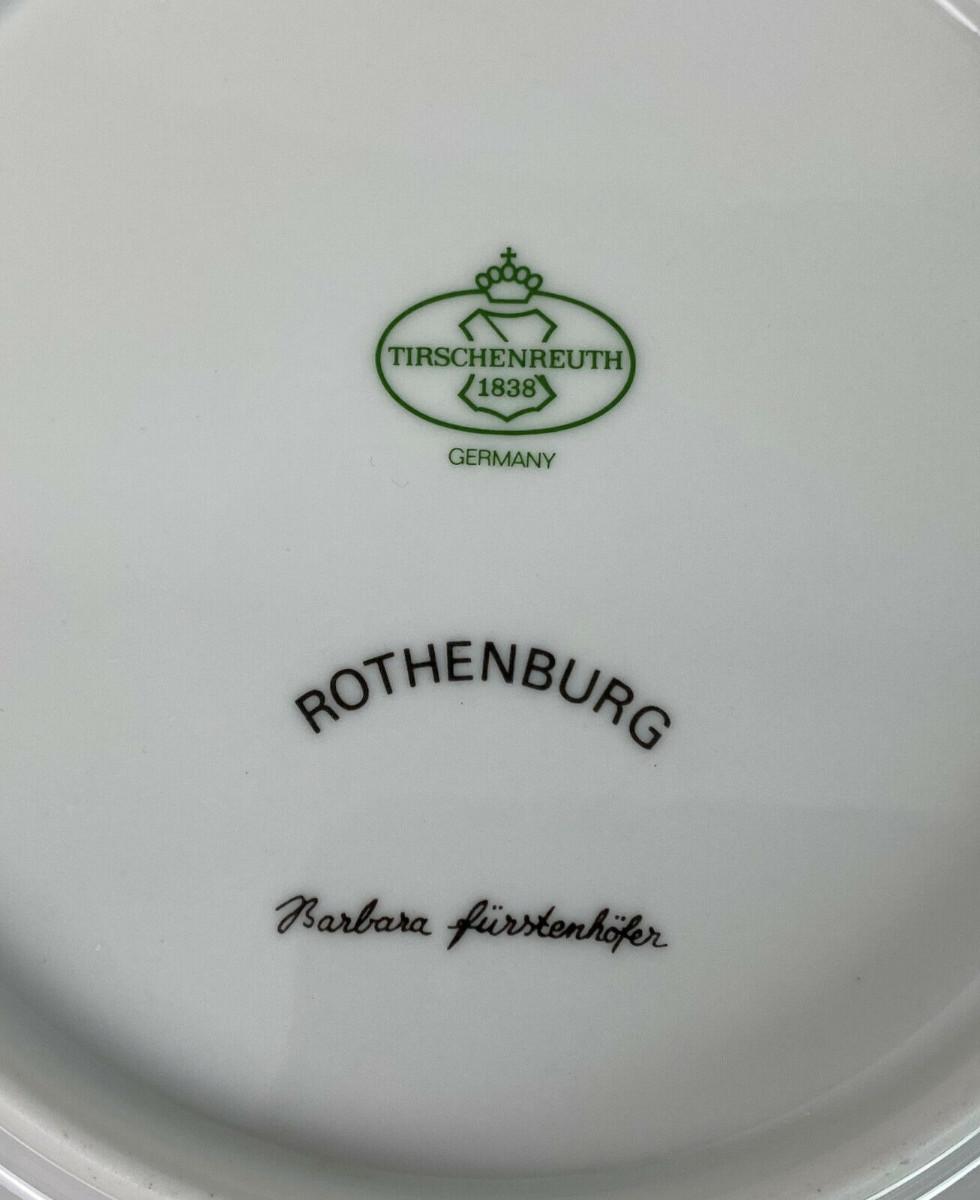 TIRSCHENREUTH
1838
GERMANY
ROTHENBURG
Barbara fürstenhöfer